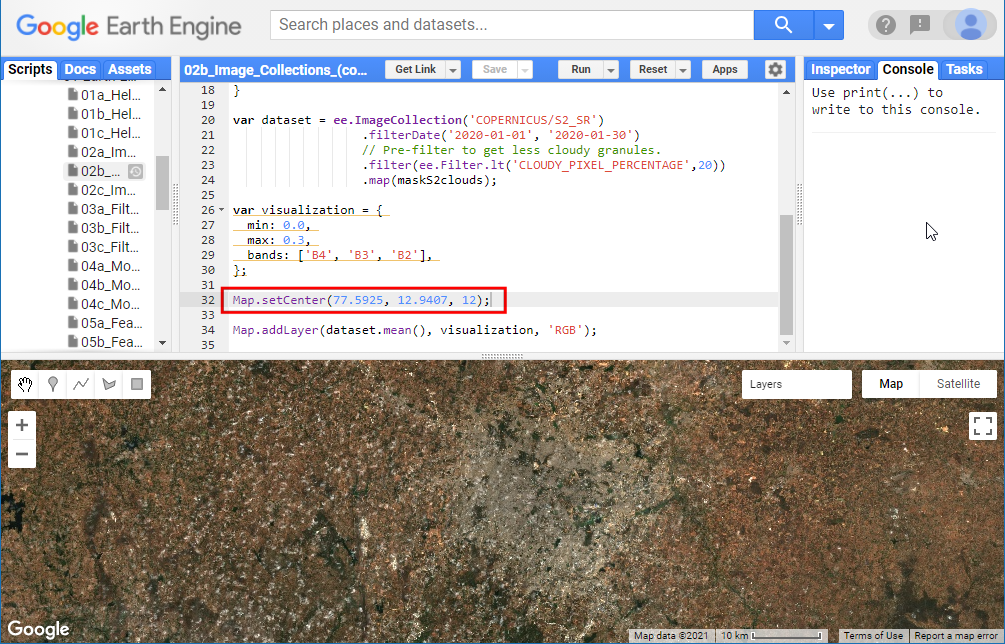 Google Earth Engine
Search places and datasets...
Scripts Docs Assets
01a_Hel...
01b_Hel...
01c_Hel...
02a_Im...
02b_...
02c_Im...
03a_Filt...
03b_Filt...
03c_Filt...
04a_Mo...
04b_Mo...
04c_Mo...
05a_Fea...
05b_Fea...
02b_Image_Collections_(co... Get Link Save Run Reset Apps
18 }
19
20 var dataset = ee.ImageCollection('COPERNICUS/S2_SR')
21 .filterDate('2020-01-01', '2020-01-30')
22 // Pre-filter to get less cloudy granules.
23 .filter(ee.Filter.lt('CLOUDY_PIXEL_PERCENTAGE',20))
24 .map(maskS2clouds);
25
26 var visualization = {
27 min: 0.0,
28 max: 0.3,
29 bands: ['B4', 'B3', 'B2'],
30 };
31
32 Map.setCenter(77.5925, 12.9407, 12);
33
34 Map.addLayer(dataset.mean(), visualization, 'RGB');
35
Inspector Console Tasks
Use print(...) to
write to this console.
Layers
Map Satellite
Google
Map data ©2021 10 km Terms of Use Report a map error